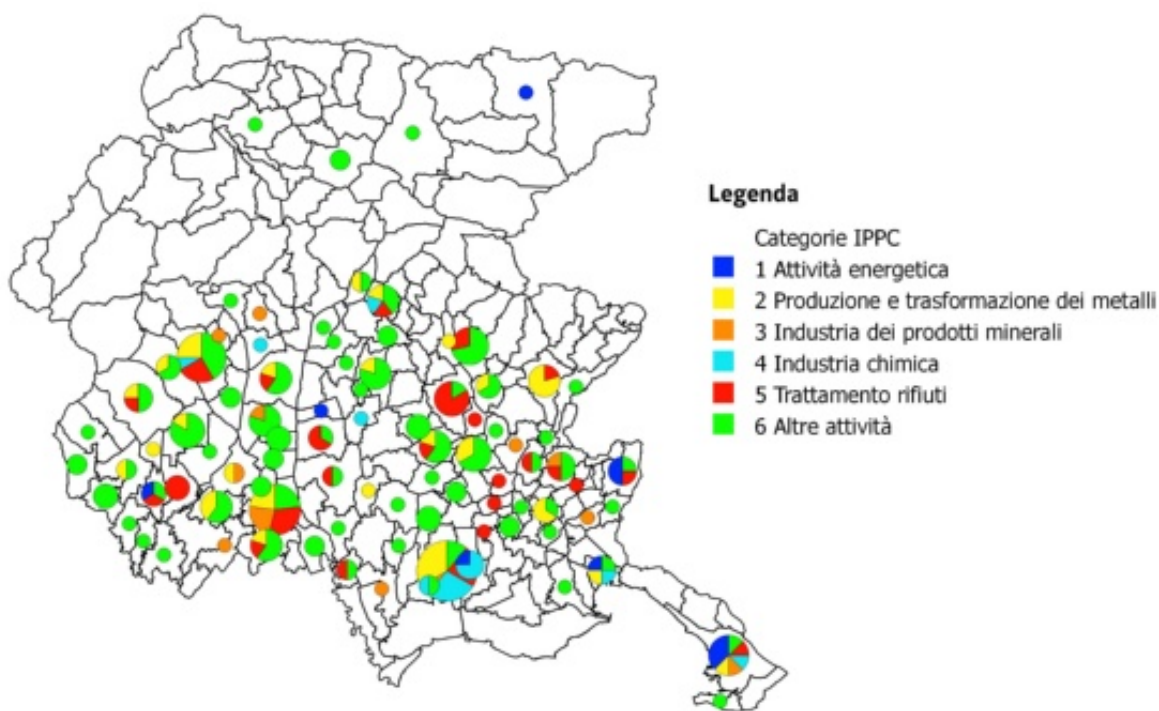 Legenda
Categorie IPPC
1 Attività energetica
2 Produzione e trasformazione dei metalli
3 Industria dei prodotti minerali
4 Industria chimica
5 Trattamento rifiuti
6 Altre attività